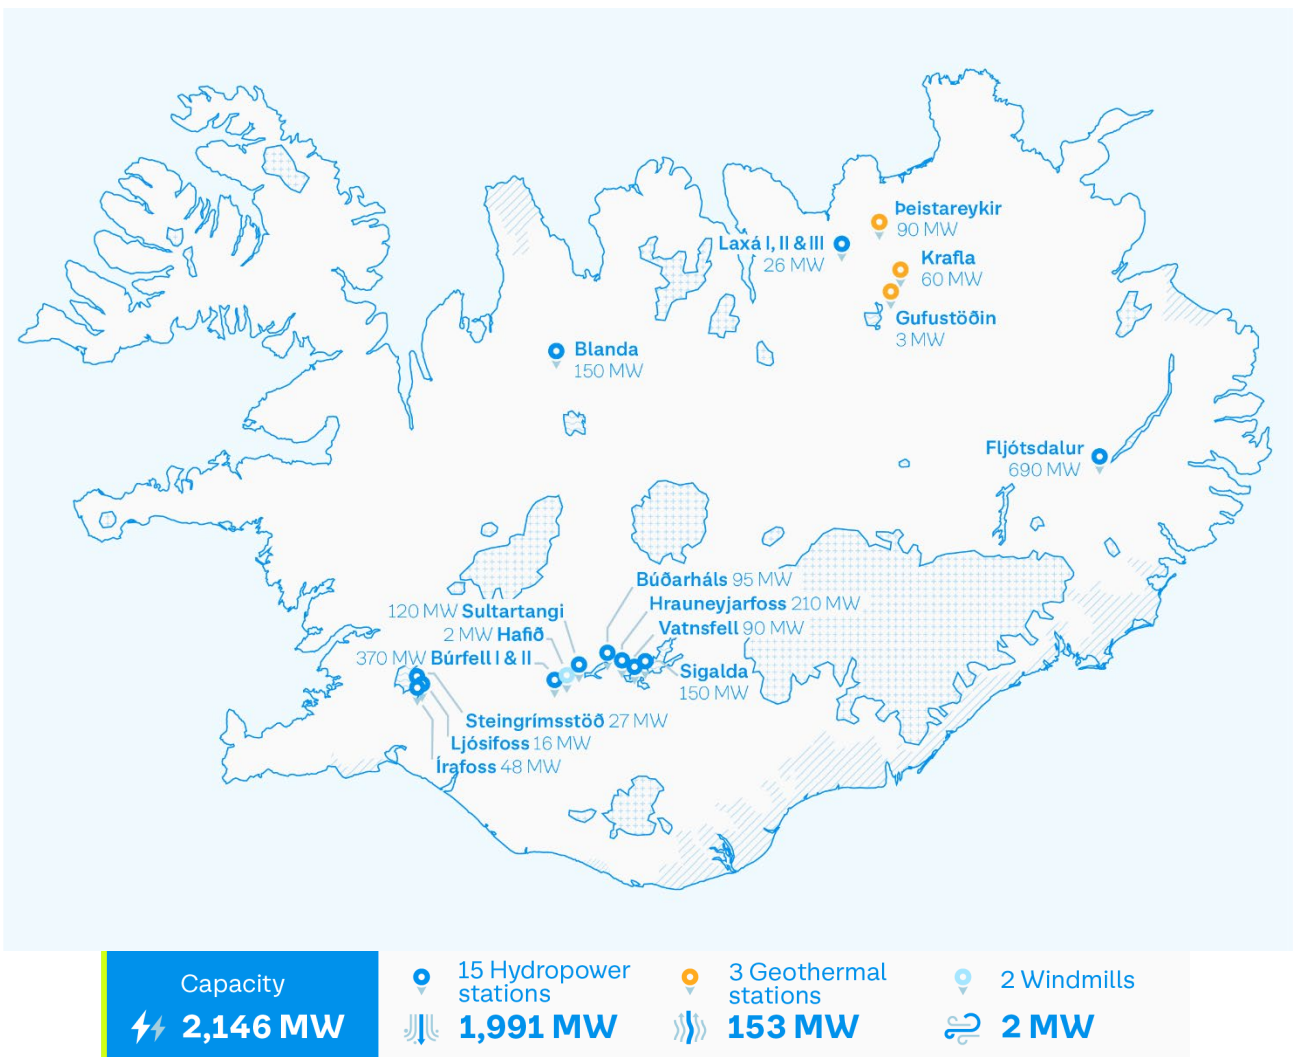 Þeistareykir
90 MW
Laxá I, II & III
26 MW
Krafla
60 MW
Gufustöðin
3 MW
Blanda
150 MW
Fljótsdalur
690 MW
Búðarháls 95 MW
Hrauneyjarfoss 210 MW
Vatnsfell 90 MW
120 MW Sultartangi
2 MW Hafið
370 MW Búrfell I & II
Sigalda
150 MW
Steingrímsstöð 27 MW
Ljósifoss 16 MW
Írafoss 48 MW
Capacity
2,146 MW
15 Hydropower
stations
1,991 MW
3 Geothermal
stations
153 MW
2 Windmills
2 MW